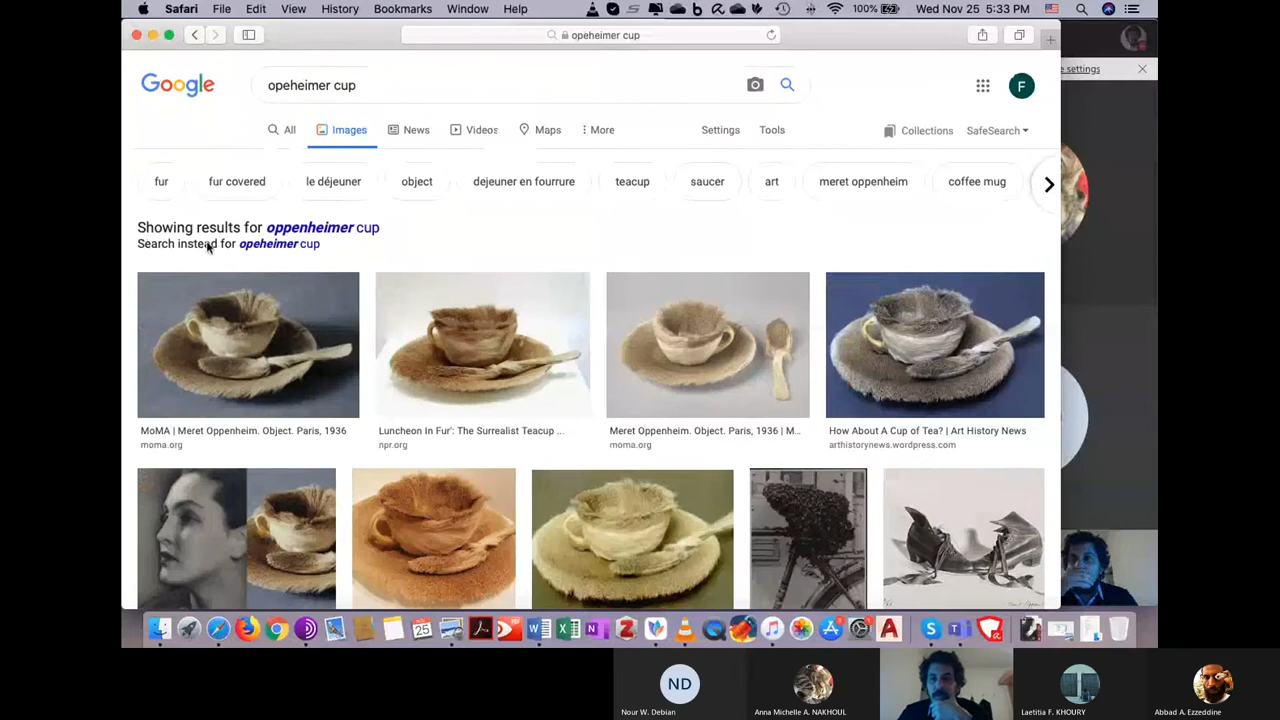 Safari File Edit View History Bookmarks Window Help 100% Wed Nov 25 5:33 PM
opeheimer cup
e settings
Google
opeheimer cup
F
All Images News Videos Maps More Settings Tools Collections SafeSearch
fur fur covered le déjeuner object dejeuner en fourrure teacup saucer art meret oppenheim coffee mug
Showing results for oppenheimer cup
Search instead for opeheimer cup
MoMA | Meret Oppenheim. Object. Paris, 1936
moma.org
Luncheon In Fur': The Surrealist Teacup ...
npr.org
Meret Oppenheim. Object. Paris, 1936 | M...
moma.org
How About A Cup of Tea? | Art History News
arthistorynews.wordpress.com
25
ND
Nour W. Debian
Anna Michelle A. NAKHOUL
Laetitia F. KHOURY
Abbad A. Ezzeddine